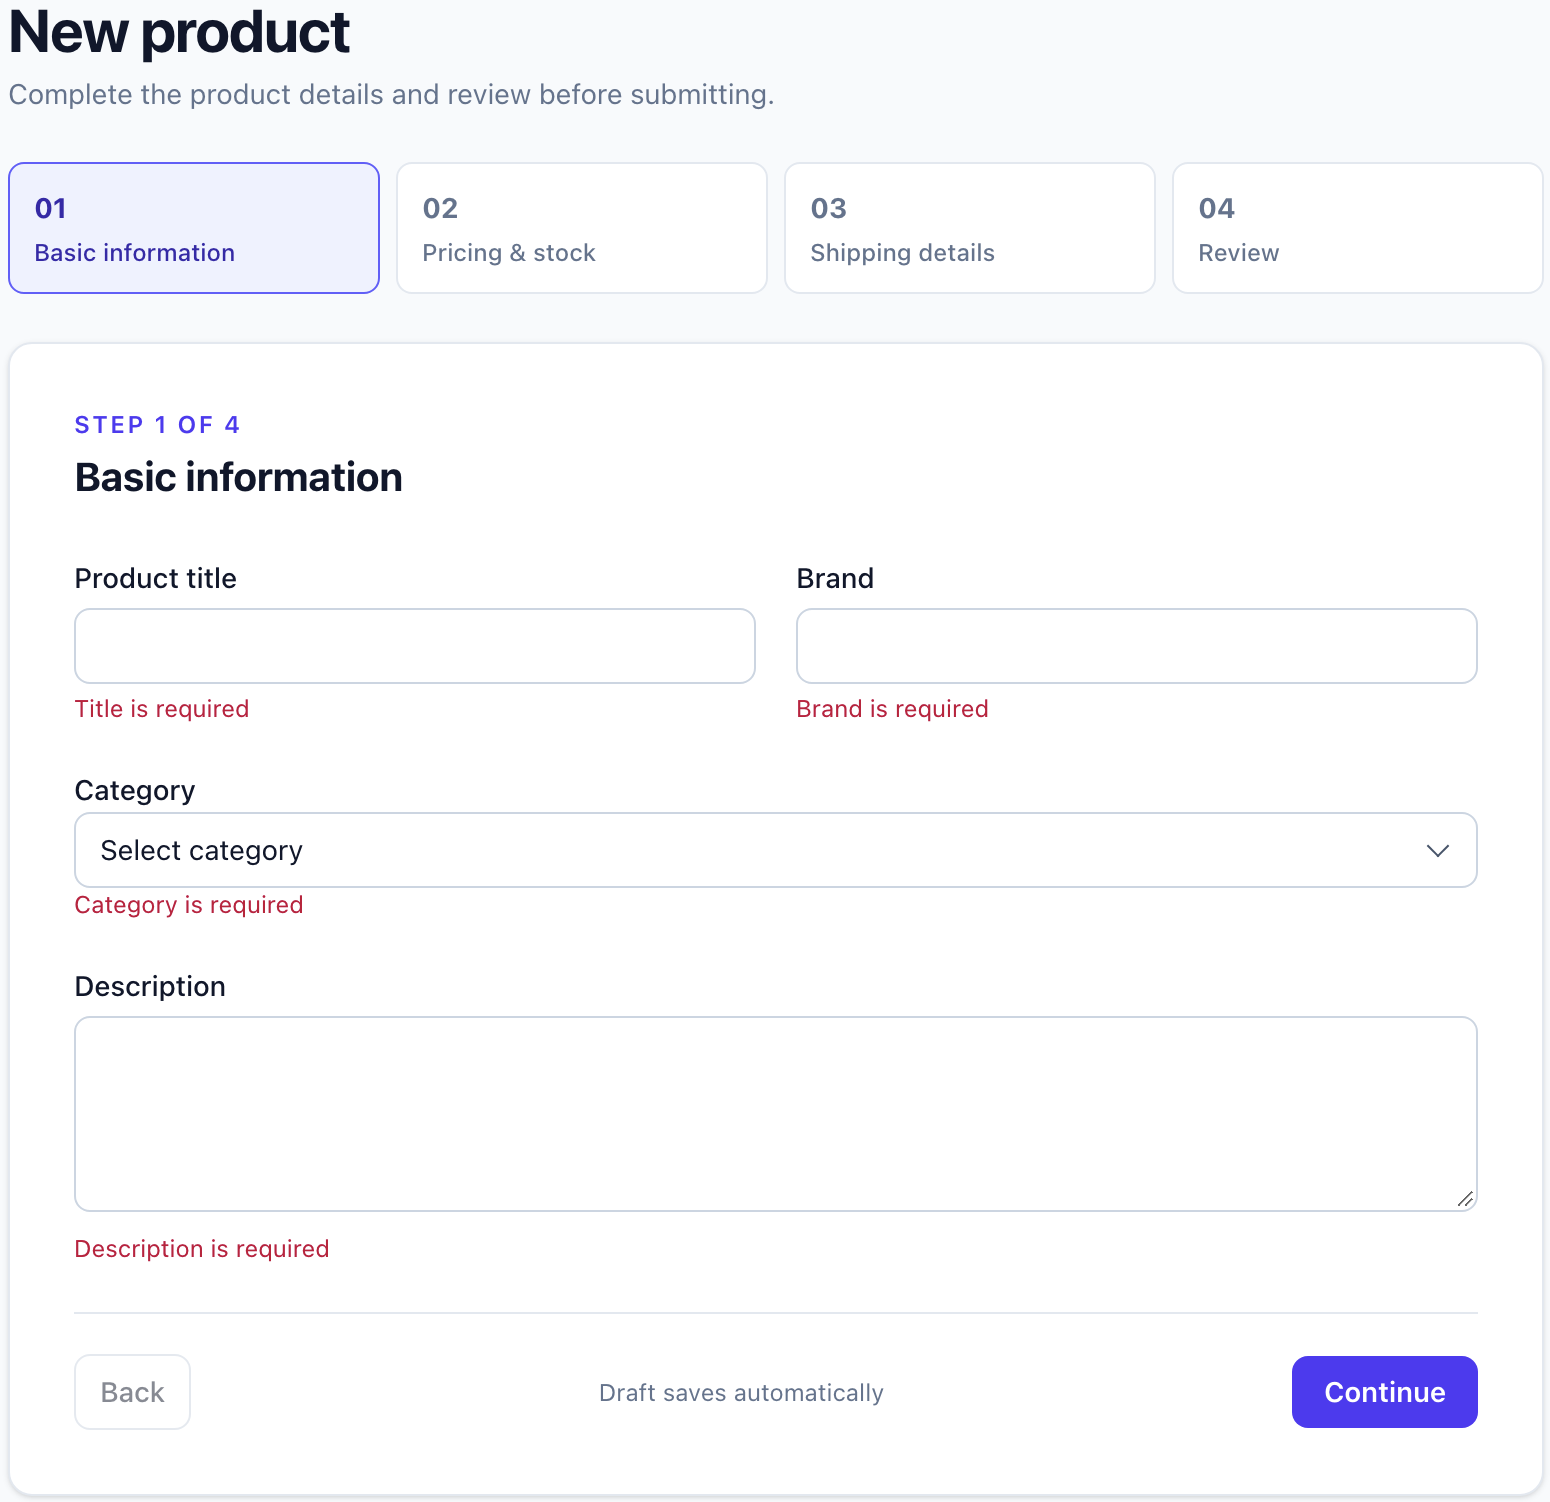 New product
Complete the product details and review before submitting.
01
Basic information
02
Pricing & stock
03
Shipping details
04
Review
STEP 1 OF 4
Basic information
Product title
Brand
Title is required
Brand is required
Category
Select category
Category is required
Description
Description is required
Back
Draft saves automatically
Continue